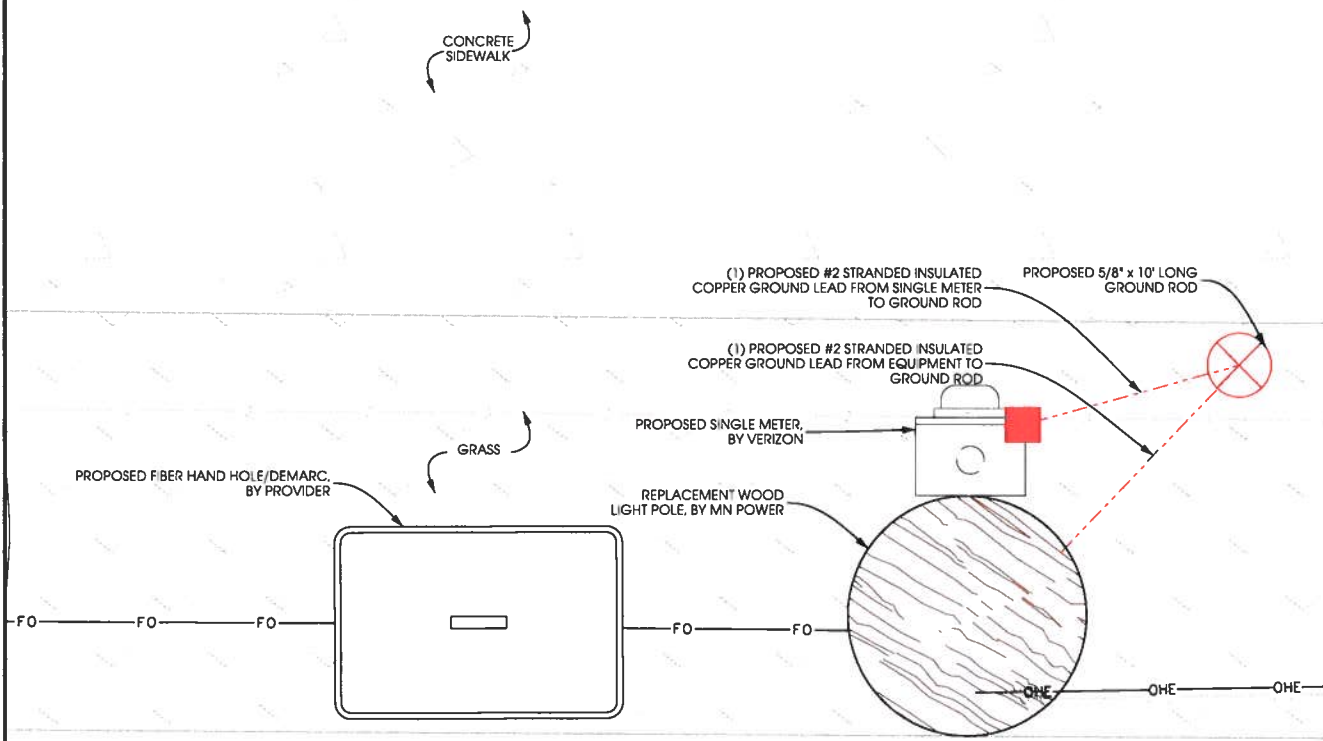 CONCRETE
SIDEWALK
(1) PROPOSED #2 STRANDED INSULATED
COPPER GROUND LEAD FROM SINGLE METER
TO GROUND ROD
PROPOSED 5/8" x 10' LONG
GROUND ROD
(1) PROPOSED #2 STRANDED INSULATED
COPPER GROUND LEAD FROM EQUIPMENT TO
GROUND ROD
PROPOSED SINGLE METER,
BY VERIZON
GRASS
PROPOSED FIBER HAND HOLE/DEMARC,
BY PROVIDER
REPLACEMENT WOOD
LIGHT POLE, BY MN POWER
FO FO FO FO FO
OHE OHE OHE